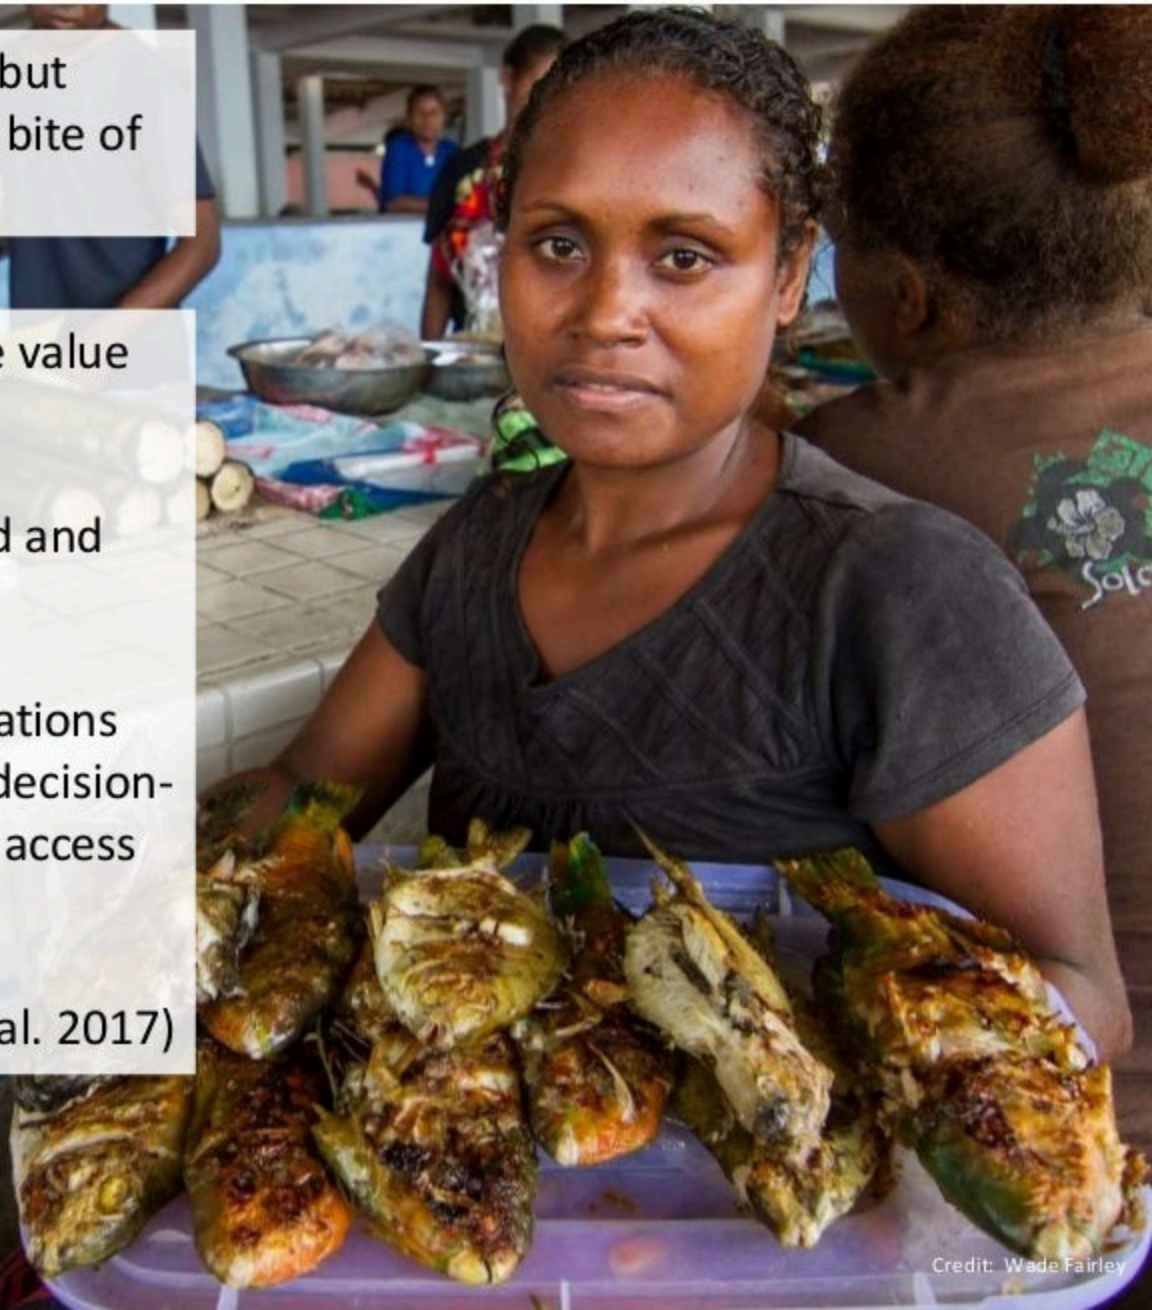 but
bite of
value
and
ations
decision-
access
al. 2017)
Solo
Credit: Wade Fairley